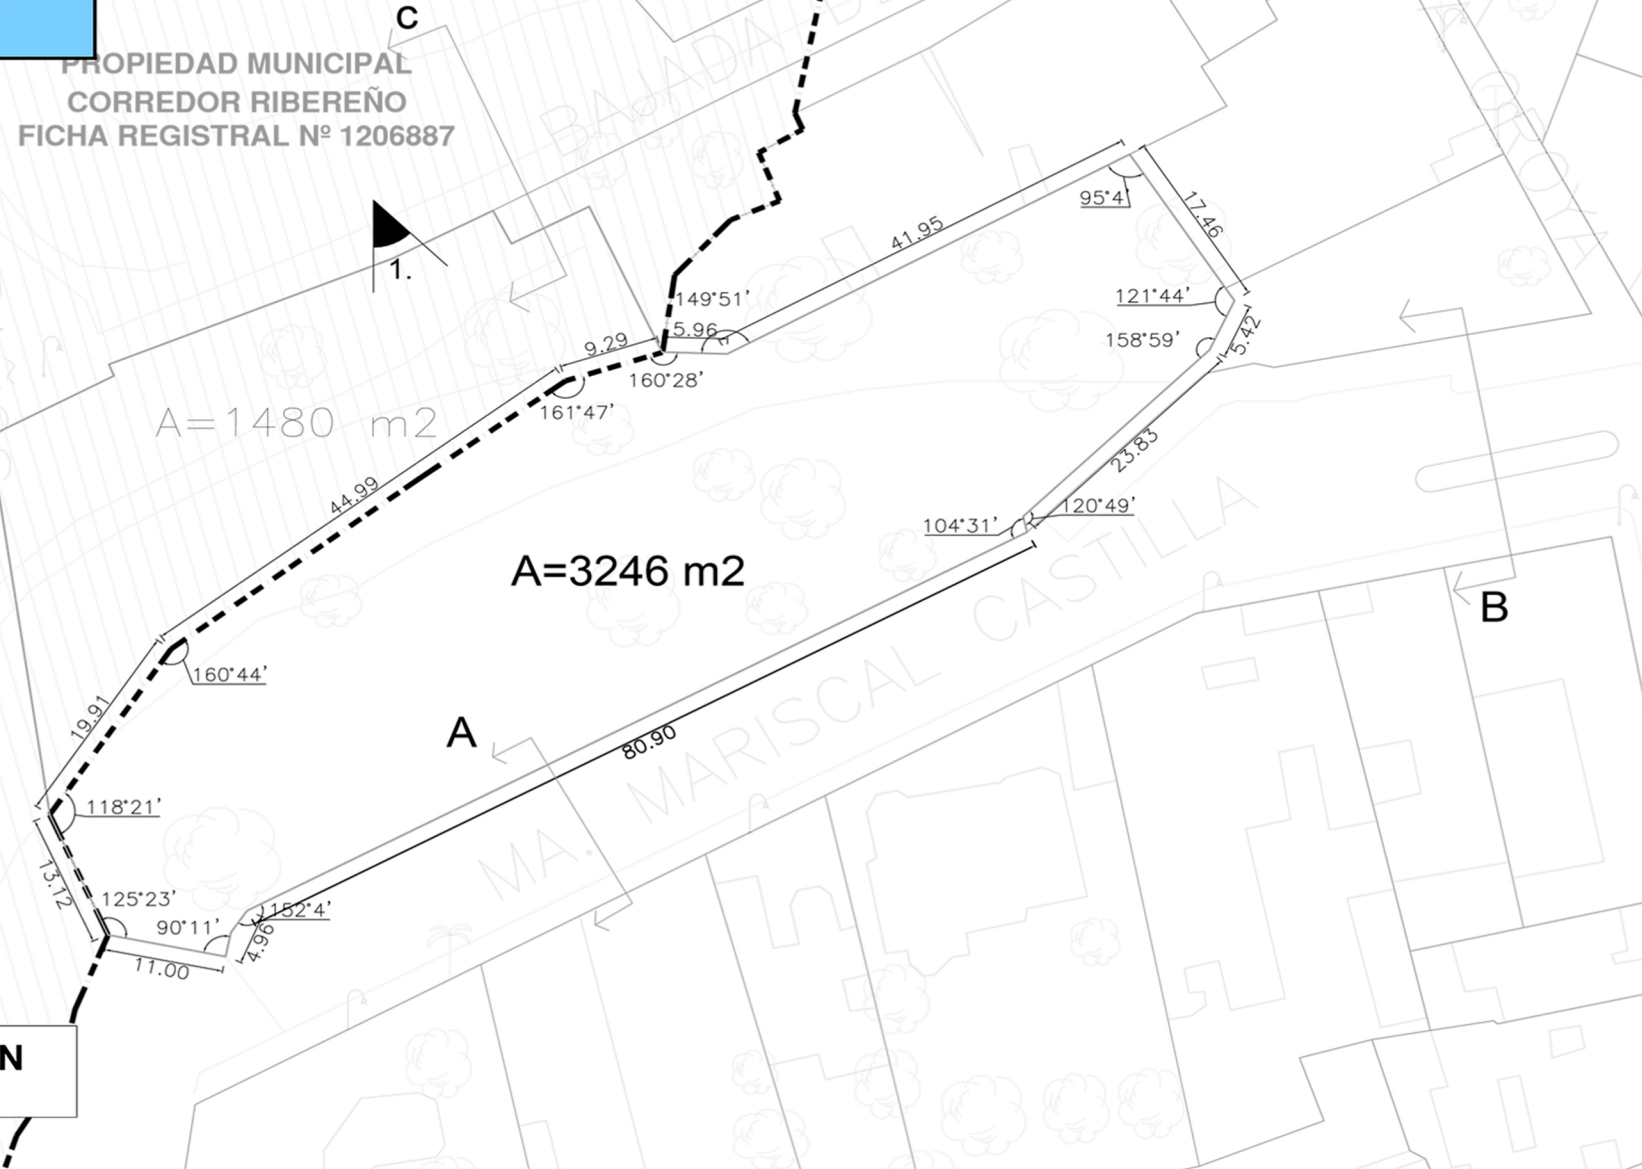 C
PROPIEDAD MUNICIPAL
CORREDOR RIBEREÑO
FICHA REGISTRAL Nº 1206887
BAJADA
1.
95°4'
17.46
41.95
149°51'
5.96
9.29
160°28'
161°47'
121°44'
158°59'
5.42
A=1480 m2
44.99
23.83
120°49'
104°31'
A=3246 m2
B
160°44'
19.91
A
80.90
MA. MARISCAL CASTILLA
118°21'
13.12
125°23'
90°11'
152°4'
4.96
11.00
N